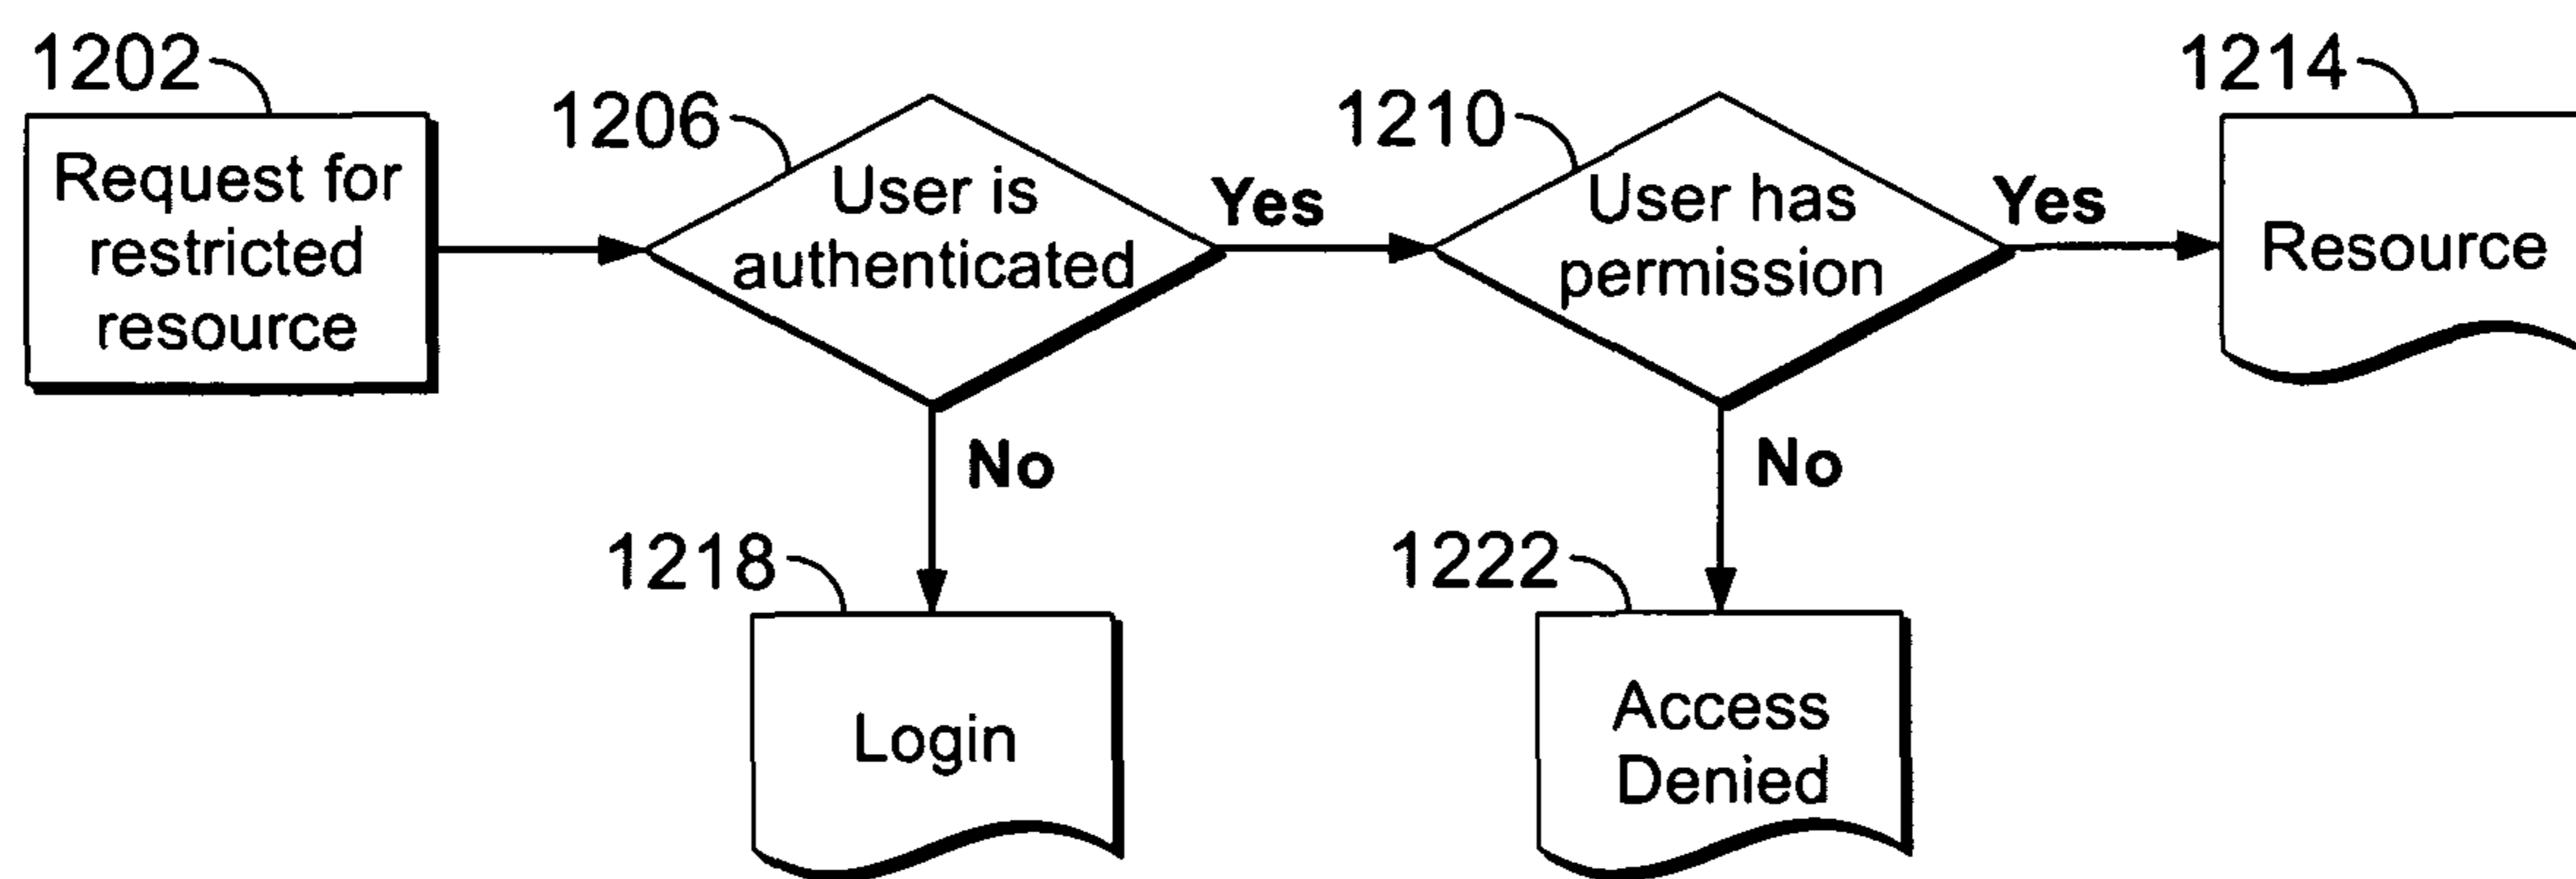 1202
Request for
restricted
resource
1206
User is
authenticated
Yes
1210
User has
permission
Yes
1214
Resource
No
1218
Login
No
1222
Access
Denied